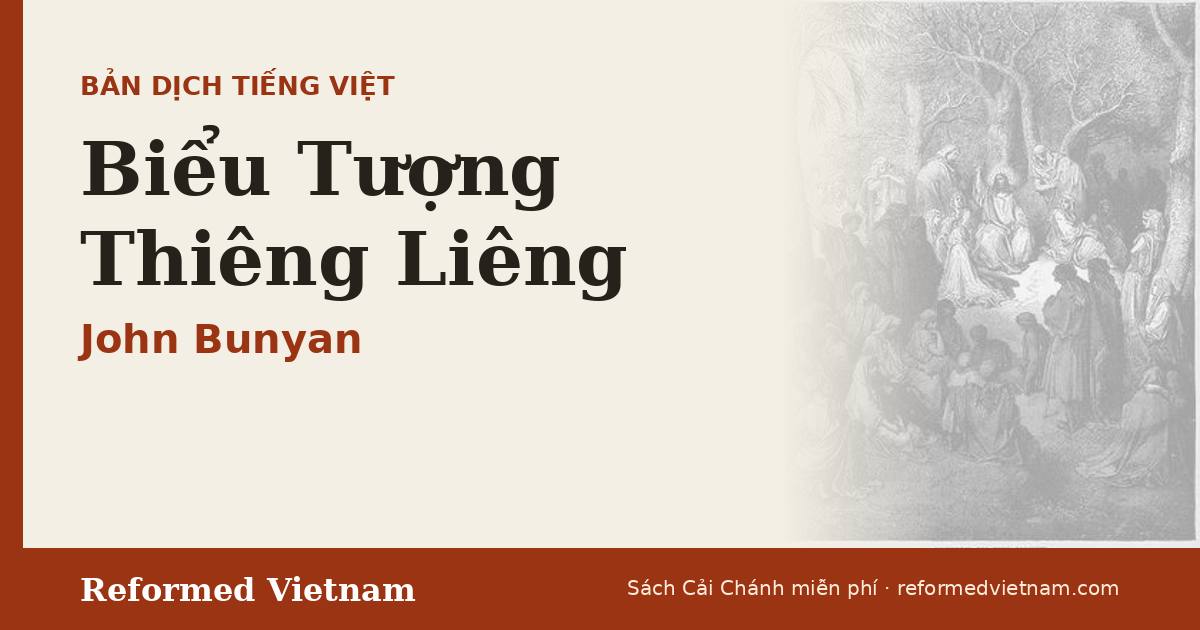 BẢN DỊCH TIẾNG VIỆT
Biểu Tượng
Thiêng Liêng
John Bunyan
Reformed Vietnam
Sách Cải Chánh miễn phí · reformedvietnam.com